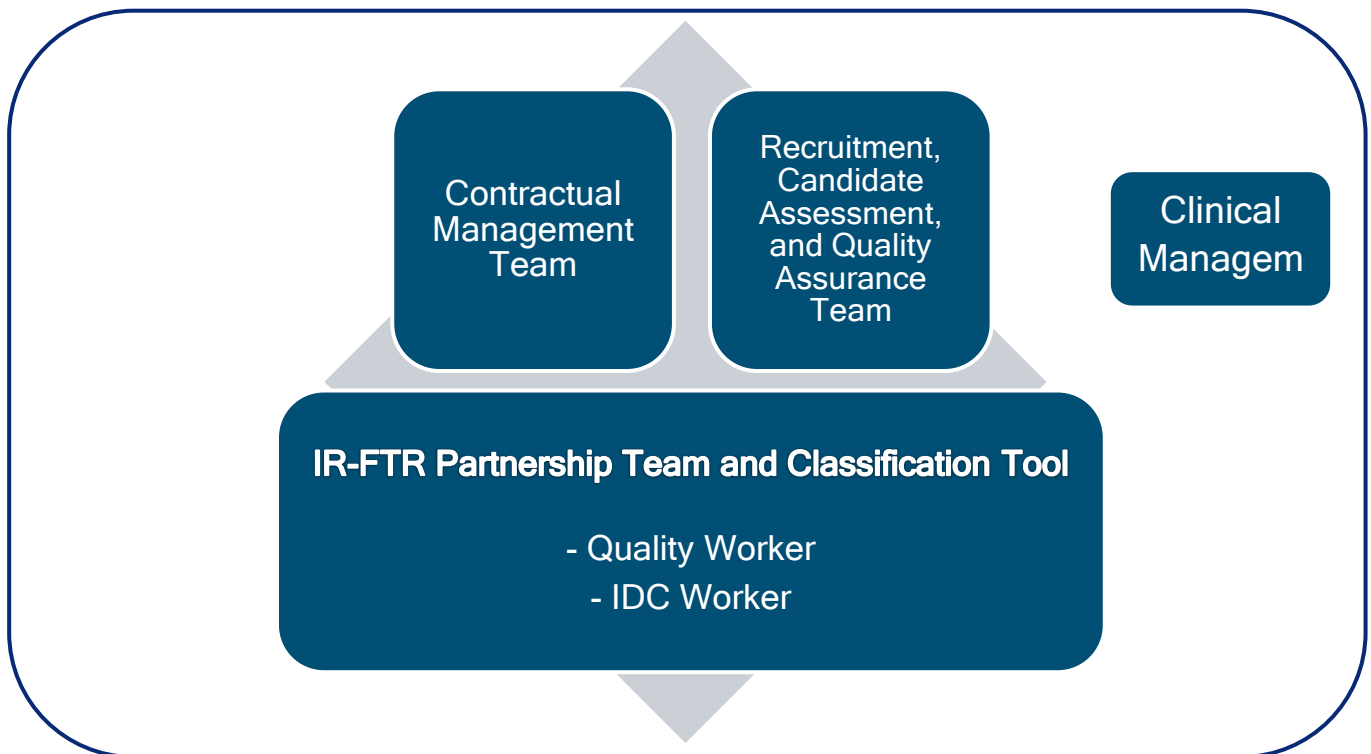 Contractual
Management
Team
Recruitment,
Candidate
Assessment,
and Quality
Assurance
Team
Clinical
Managem
IR-FTR Partnership Team and Classification Tool
- Quality Worker
- IDC Worker